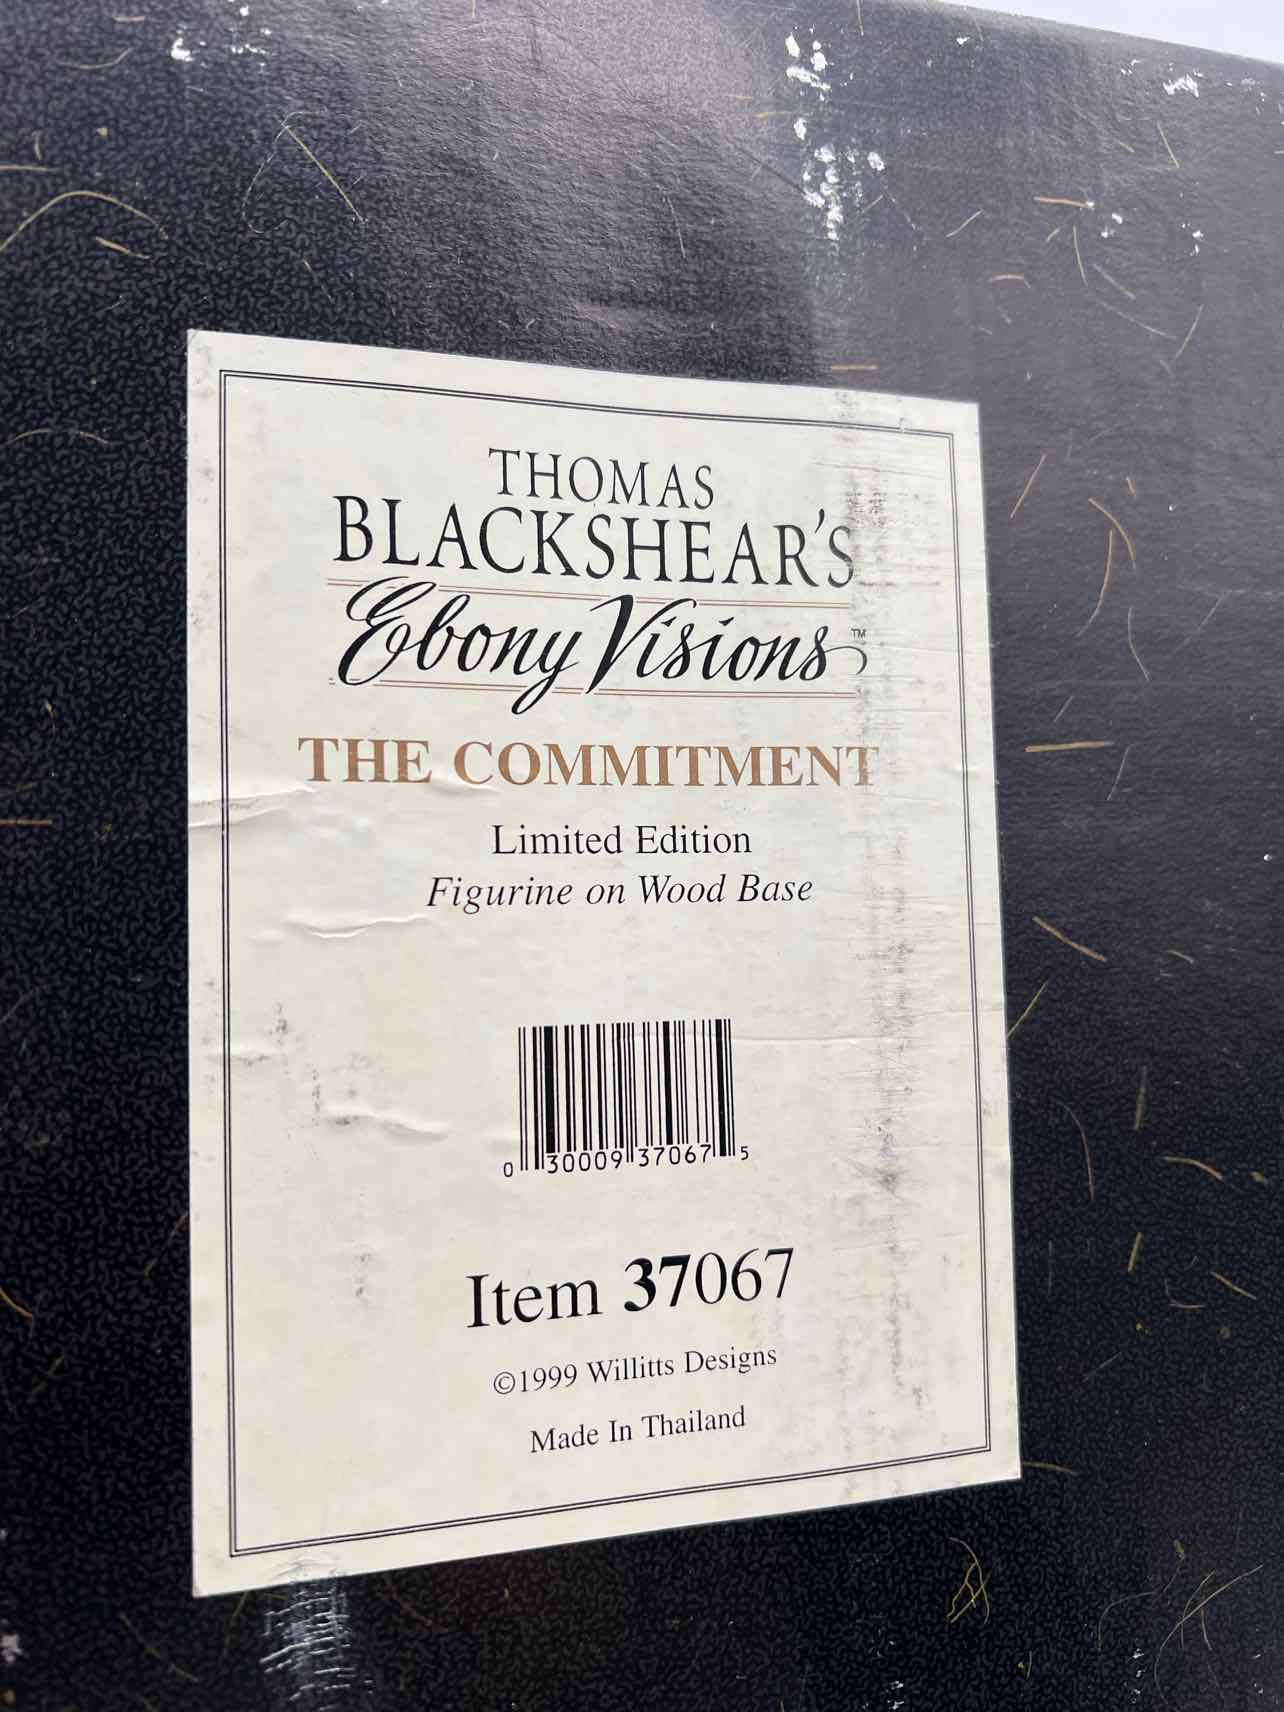 THOMAS
BLACKSHEAR'S
Ebony Visions™
THE COMMITMENT
Limited Edition
Figurine on Wood Base
0 30009 37067 5
Item 37067
©1999 Willitts Designs
Made In Thailand